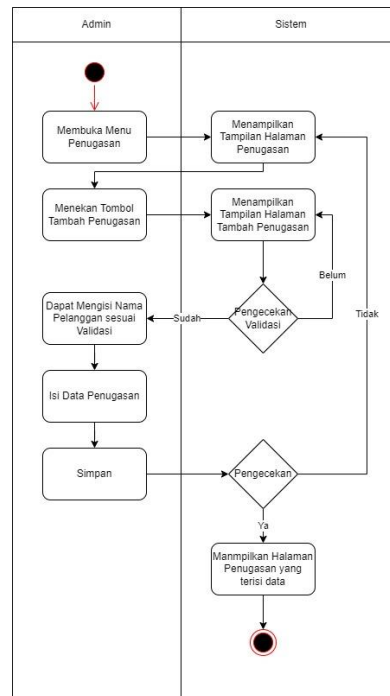 Admin
Sistem
Membuka Menu
Penugasan
Menampilkan
Tampilan Halaman
Penugasan
Menekan Tombol
Tambah Penugasan
Menampilkan
Tampilan Halaman
Tambah Penugasan
Belum
Dapat Mengisi Nama
Pelanggan sesuai
Validasi
Sudah
Pengecekan
Validasi
Tidak
Isi Data Penugasan
Simpan
Pengecekan
Ya
Manmpilkan Halaman
Penugasan yang
terisi data